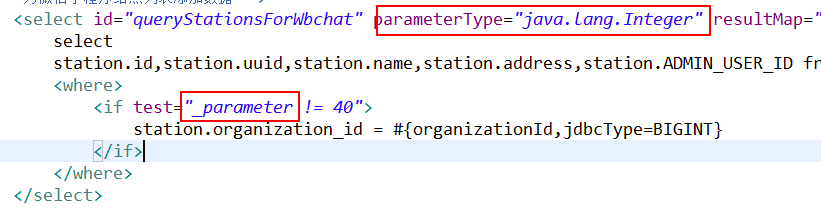 <select id="queryStationsForWbchat" parameterType="java.lang.Integer" resultMap="
select
station.id,station.uuid,station.name,station.address,station.ADMIN_USER_ID fr
<where>
<if test="_parameter != 40">
station.organization_id = #{organizationId,jdbcType=BIGINT}
</if>
</where>
</select>